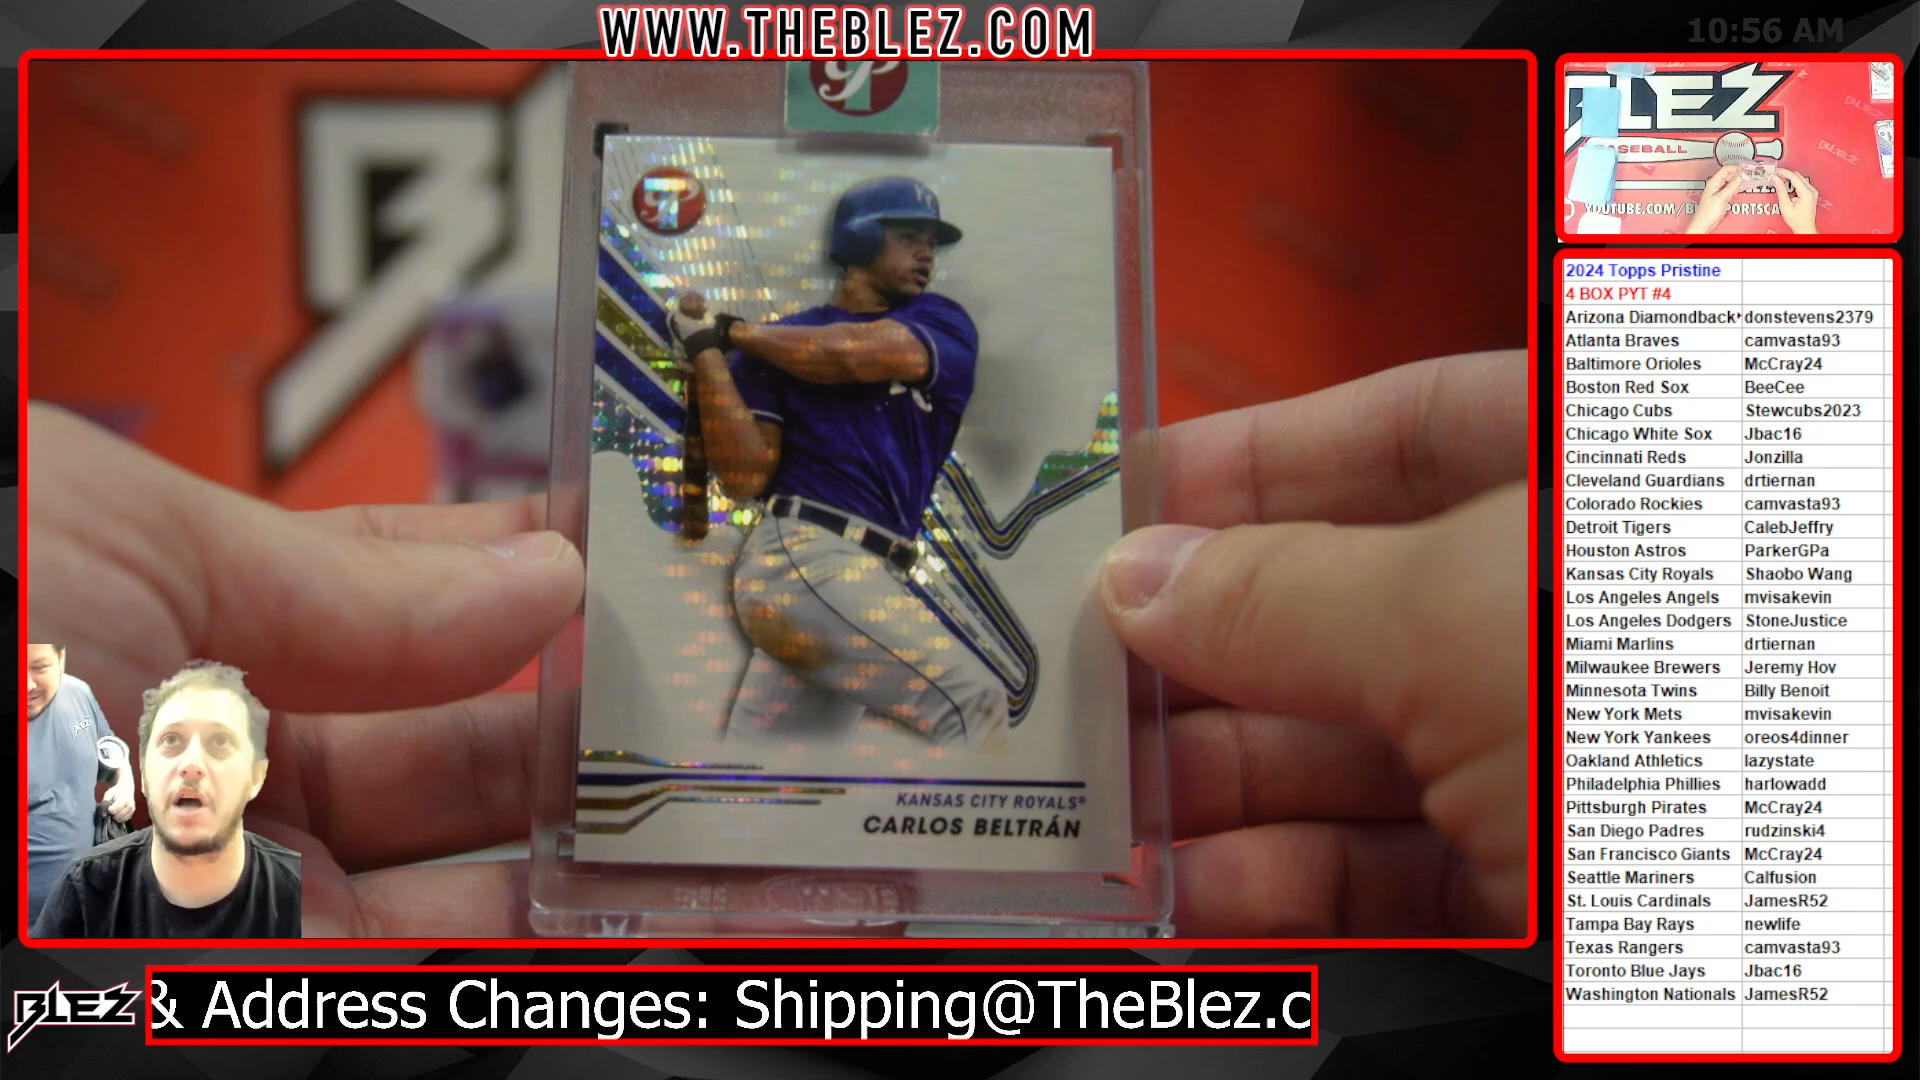 WWW.THEBLEZ.COM
10:56 AM
BLEZ
BASEBALL
KC
KANSAS CITY ROYALS®
CARLOS BELTRÁN
2024 Topps Pristine
4 BOX PYT #4
Arizona Diamondback donstevens2379
Atlanta Braves camvasta93
Baltimore Orioles McCray24
Boston Red Sox BeeCee
Chicago Cubs Stewcubs2023
Chicago White Sox Jbac16
Cincinnati Reds Jonzilla
Cleveland Guardians drtiernan
Colorado Rockies camvasta93
Detroit Tigers CalebJeffry
Houston Astros ParkerGPa
Kansas City Royals Shaobo Wang
Los Angeles Angels mvisakevin
Los Angeles Dodgers StoneJustice
Miami Marlins drtiernan
Milwaukee Brewers Jeremy Hov
Minnesota Twins Billy Benoit
New York Mets mvisakevin
New York Yankees oreos4dinner
Oakland Athletics lazystate
Philadelphia Phillies harlowadd
Pittsburgh Pirates McCray24
San Diego Padres rudzinski4
San Francisco Giants McCray24
Seattle Mariners Calfusion
St. Louis Cardinals JamesR52
Tampa Bay Rays newlife
Texas Rangers camvasta93
Toronto Blue Jays Jbac16
Washington Nationals JamesR52
BLEZ
& Address Changes: Shipping@TheBlez.c